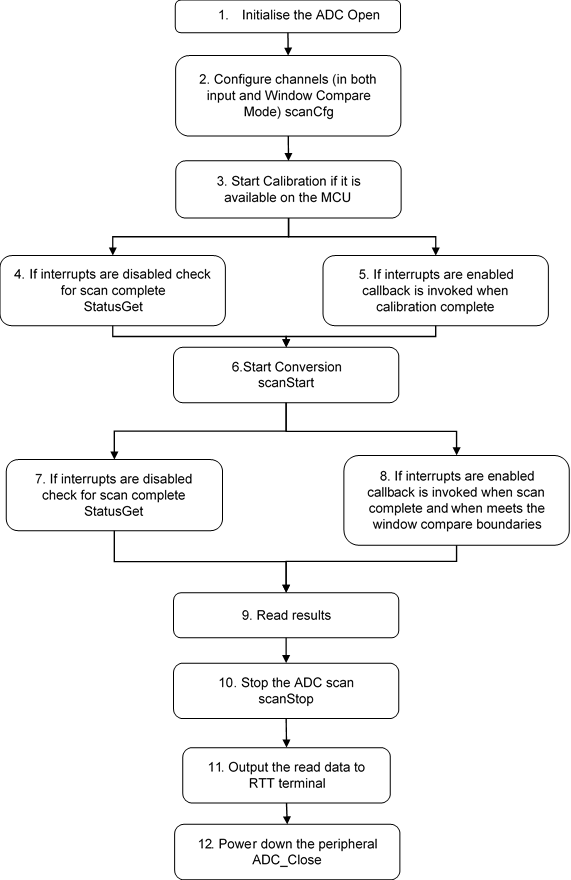 1. Initialise the ADC Open
2. Configure channels (in both
input and Window Compare
Mode) scanCfg
3. Start Calibration if it is
available on the MCU
4. If interrupts are disabled check
for scan complete
StatusGet
5. If interrupts are enabled
callback is invoked when
calibration complete
6.Start Conversion
scanStart
7. If interrupts are disabled
check for scan complete
StatusGet
8. If interrupts are enabled
callback is invoked when scan
complete and when meets the
window compare boundaries
9. Read results
10. Stop the ADC scan
scanStop
11. Output the read data to
RTT terminal
12. Power down the peripheral
ADC_Close